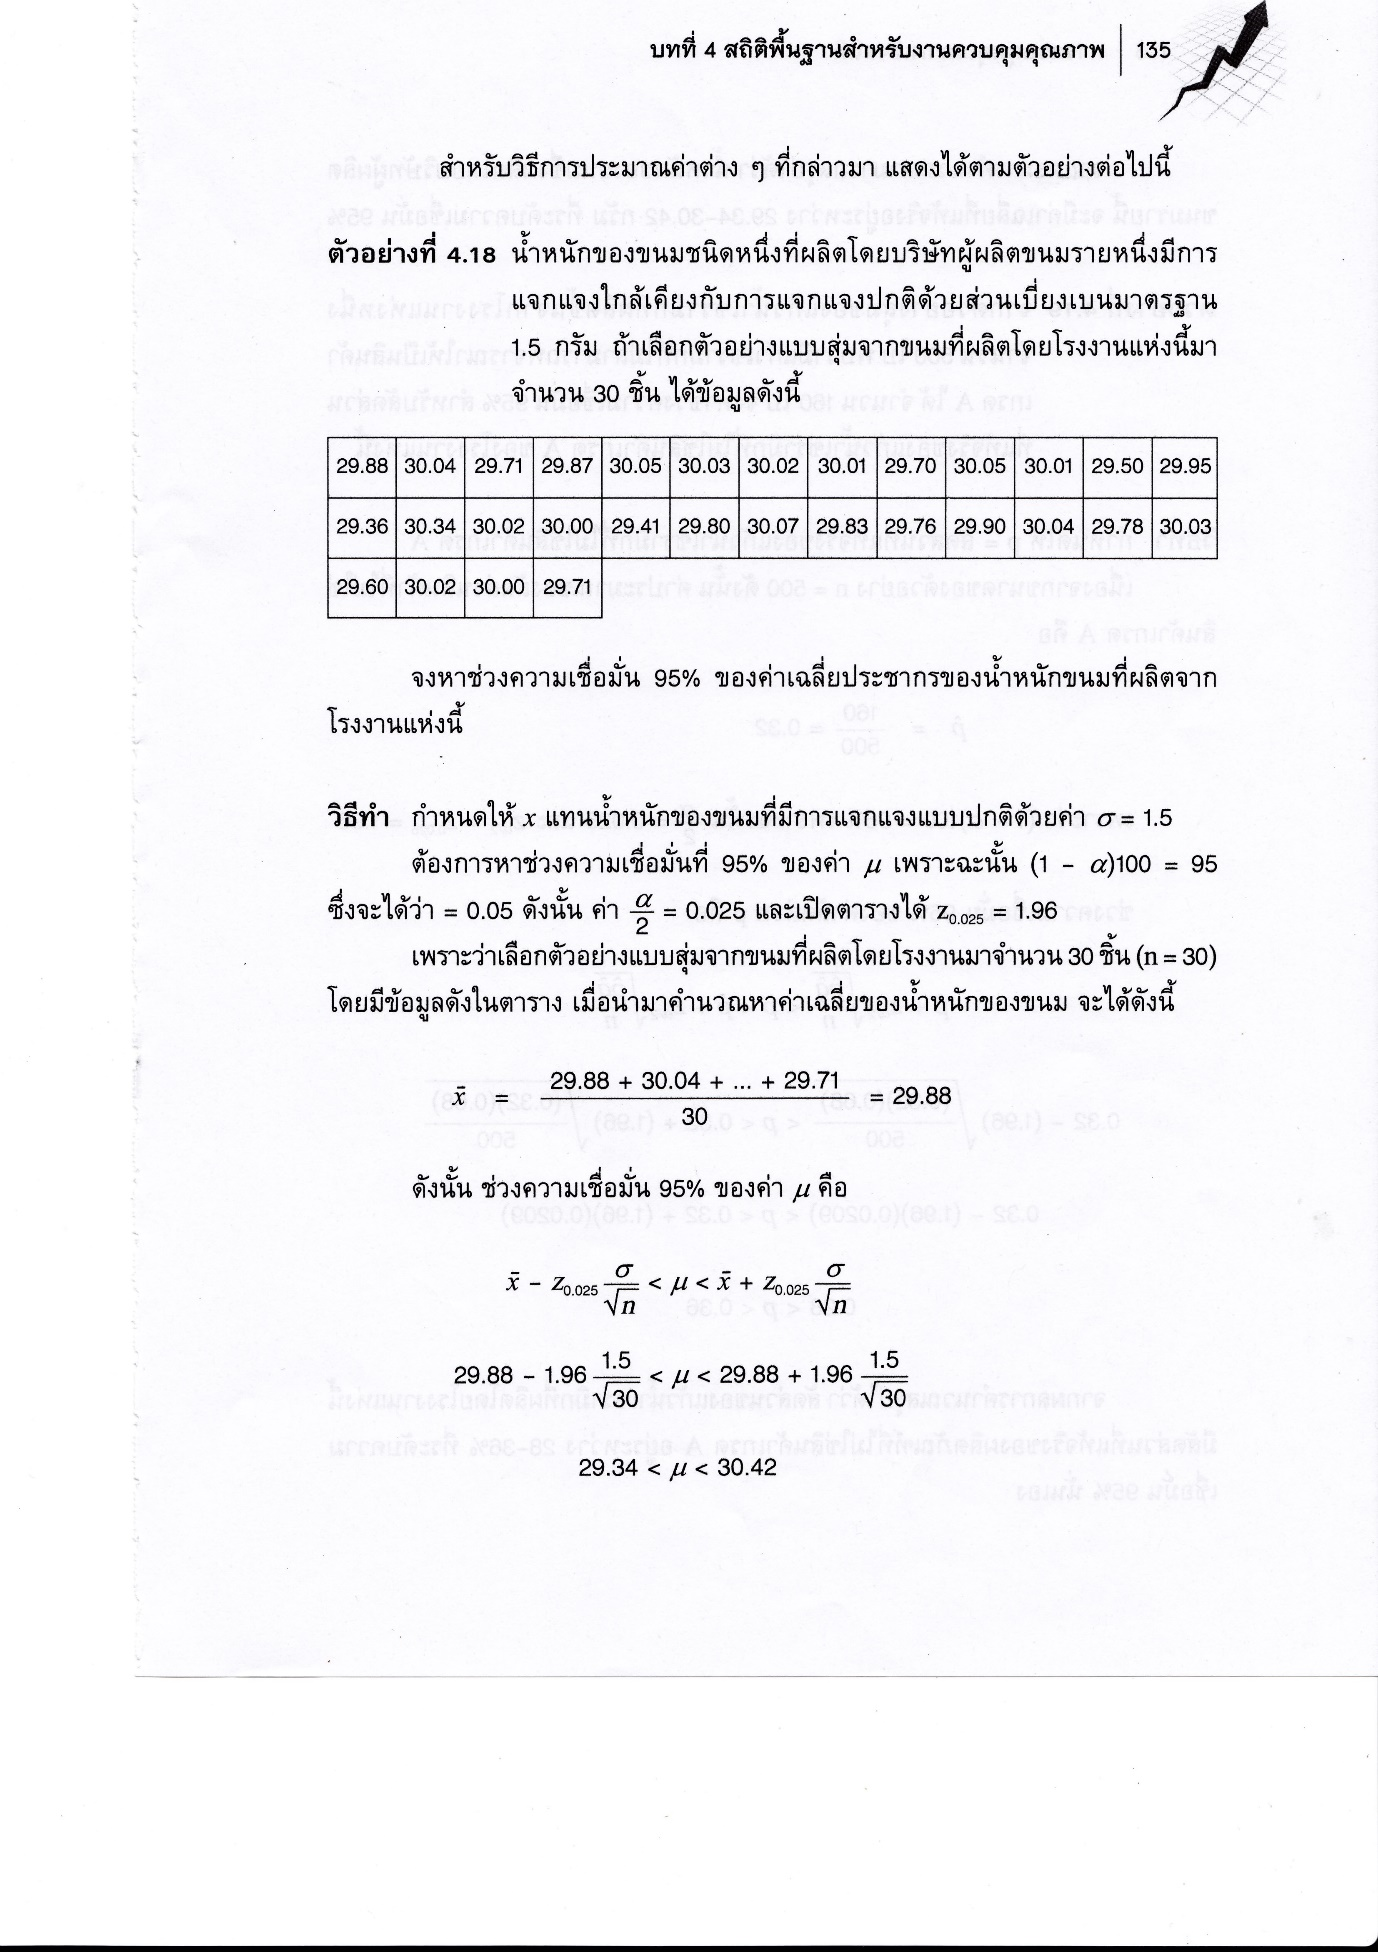 บทที่ 4 สถิติพื้นฐานสำหรับงานควบคุมคุณภาพ 135
สำหรับวิธีการประมาณค่าต่าง ๆ ที่กล่าวมา แสดงได้ตามตัวอย่างต่อไปนี้
ตัวอย่างที่ 4.18 น้ำหนักของขนมชนิดหนึ่งที่ผลิตโดยบริษัทผู้ผลิตขนมรายหนึ่งมีการ
แจกแจงใกล้เคียงกับการแจกแจงปกติด้วยส่วนเบี่ยงเบนมาตรฐาน
1.5 กรัม ถ้าเลือกตัวอย่างแบบสุ่มจากขนมที่ผลิตโดยโรงงานแห่งนี้มา
จำนวน 30 ชิ้น ได้ข้อมูลดังนี้
29.88 30.04 29.71 29.87 30.05 30.03 30.02 30.01 29.70 30.05 30.01 29.50 29.95
29.36 30.34 30.02 30.00 29.41 29.80 30.07 29.83 29.76 29.90 30.04 29.78 30.03
29.60 30.02 30.00 29.71
จงหาช่วงความเชื่อมั่น 95% ของค่าเฉลี่ยประชากรของน้ำหนักขนมที่ผลิตจาก
โรงงานแห่งนี้
วิธีทำ กำหนดให้ x แทนน้ำหนักของขนมที่มีการแจกแจงแบบปกติด้วยค่า σ = 1.5
ต้องการหาช่วงความเชื่อมั่นที่ 95% ของค่า μ เพราะฉะนั้น (1 - α)100 = 95
ซึ่งจะได้ว่า = 0.05 ดังนั้น ค่า α/2 = 0.025 และเปิดตารางได้ z₀.₀₂₅ = 1.96
เพราะว่าเลือกตัวอย่างแบบสุ่มจากขนมที่ผลิตโดยโรงงานมาจำนวน 30 ชิ้น (n = 30)
โดยมีข้อมูลดังในตาราง เมื่อนำมาคำนวณหาค่าเฉลี่ยของน้ำหนักของขนม จะได้ดังนี้
x̄ = (29.88 + 30.04 + ... + 29.71)/30 = 29.88
ดังนั้น ช่วงความเชื่อมั่น 95% ของค่า μ คือ
x̄ - z₀.₀₂₅ σ/√n < μ < x̄ + z₀.₀₂₅ σ/√n
29.88 - 1.96 1.5/√30 < μ < 29.88 + 1.96 1.5/√30
29.34 < μ < 30.42